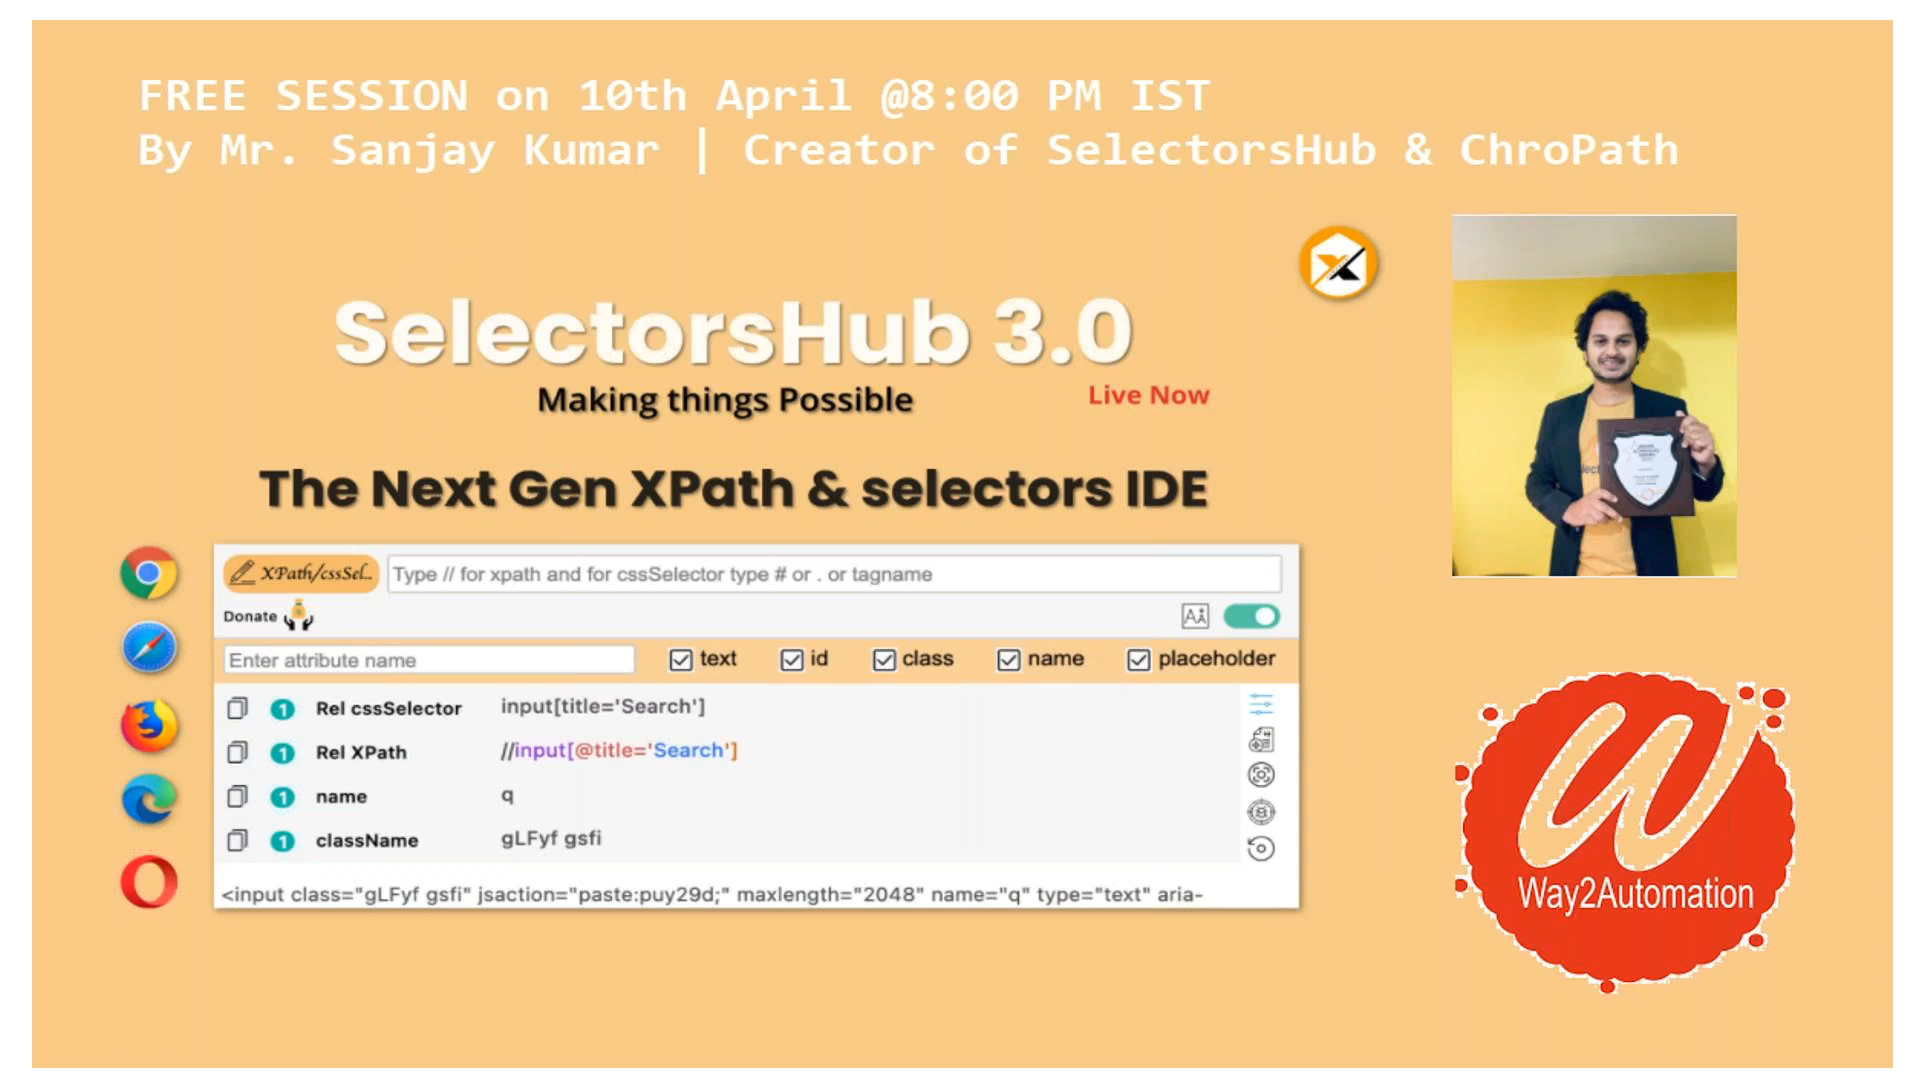 FREE SESSION on 10th April @8:00 PM IST
By Mr. Sanjay Kumar | Creator of SelectorsHub & ChroPath
SelectorsHub 3.0
Making things Possible
Live Now
The Next Gen XPath & selectors IDE
XPath/cssSel..
Type // for xpath and for cssSelector type # or . or tagname
Donate
Enter attribute name
text
id
class
name
placeholder
1 Rel cssSelector input[title='Search']
1 Rel XPath //input[@title='Search']
1 name q
1 className gLFyf gsfi
<input class="gLFyf gsfi" jsaction="paste:puy29d;" maxlength="2048" name="q" type="text" aria-
Way2Automation